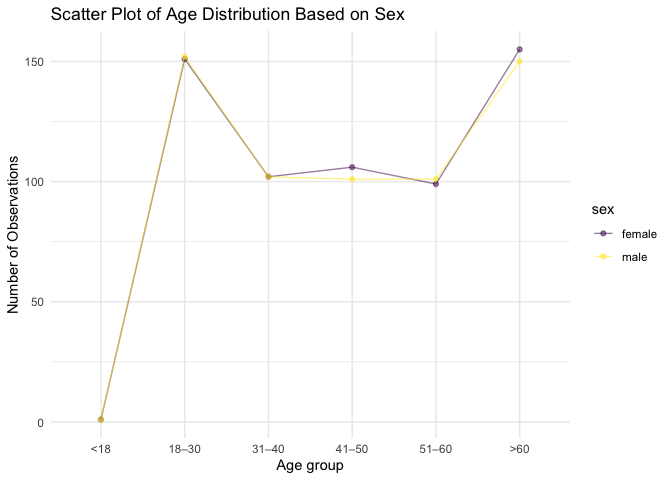 Scatter Plot of Age Distribution Based on Sex
150
100
50
0
Number of Observations
<18 18–30 31–40 41–50 51–60 >60
Age group
sex
female
male